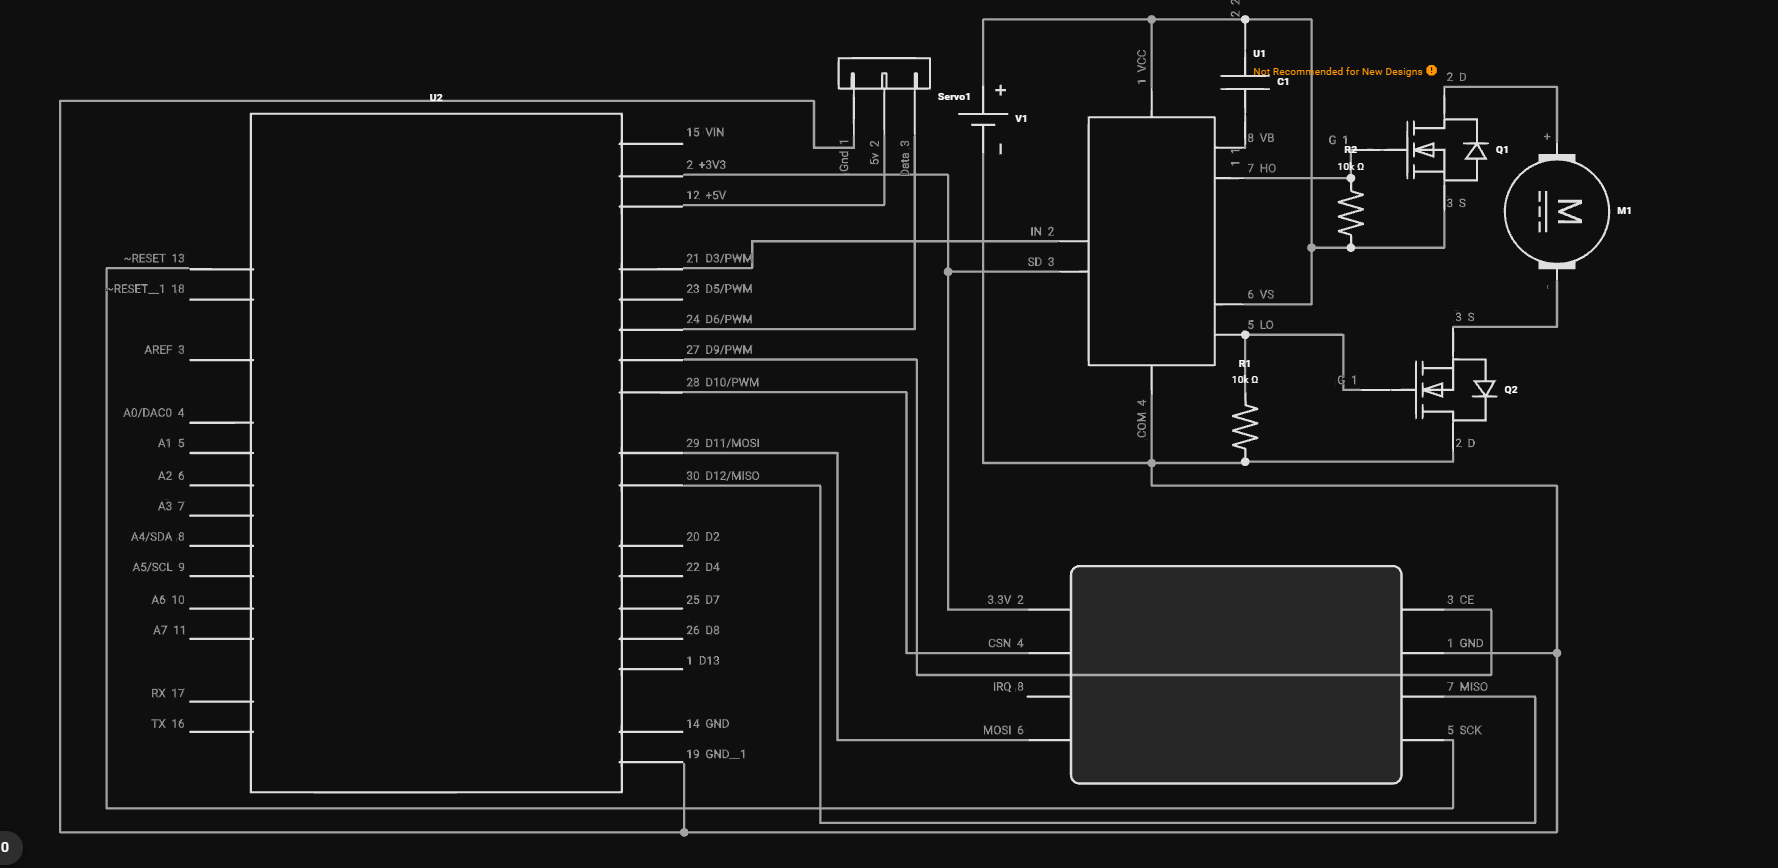 U2
15 VIN
2 +3V3
12 +5V
21 D3/PWM
23 D5/PWM
24 D6/PWM
27 D9/PWM
28 D10/PWM
29 D11/MOSI
30 D12/MISO
20 D2
22 D4
25 D7
26 D8
1 D13
14 GND
19 GND__1
~RESET 13
~RESET__1 18
AREF 3
A0/DAC0 4
A1 5
A2 6
A3 7
A4/SDA 8
A5/SCL 9
A6 10
A7 11
RX 17
TX 16
Servo1
Gnd 1
5v 2
Data 3
V1
+
1 VCC
2 2
U1
Not Recommended for New Designs
C1
8 VB
1 1
7 HO
IN 2
SD 3
6 VS
5 LO
COM 4
R1
10k Ω
R2
10k Ω
G 1
2 D
3 S
Q1
+
M
M1
-
3 S
G 1
2 D
Q2
3.3V 2
CSN 4
IRQ 8
MOSI 6
3 CE
1 GND
7 MISO
5 SCK
0